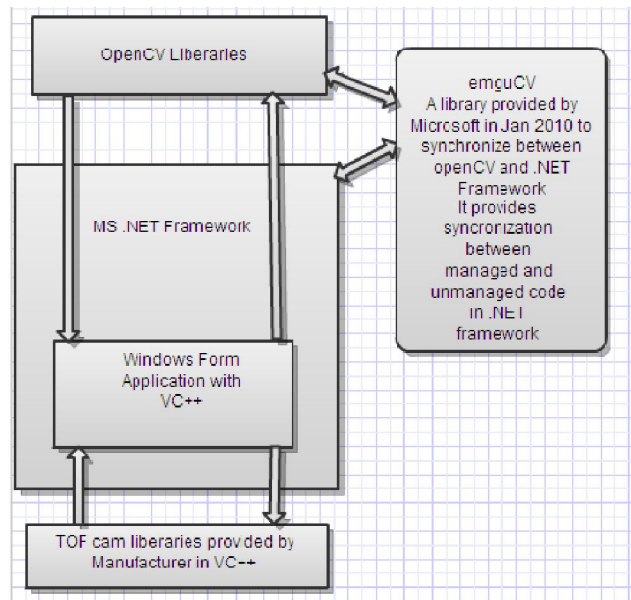 OpenCV Liberaries
emguCV
A library provided by
Microsoft in Jan 2010 to
synchronize between
openCV and .NET
Framework
It provides
syncronization
between
managed and
unmanaged code
in .NET
framework
MS .NET Framework
Windows Form
Application with
VC++
TOF cam liberaries provided by
Manufacturer in VC++